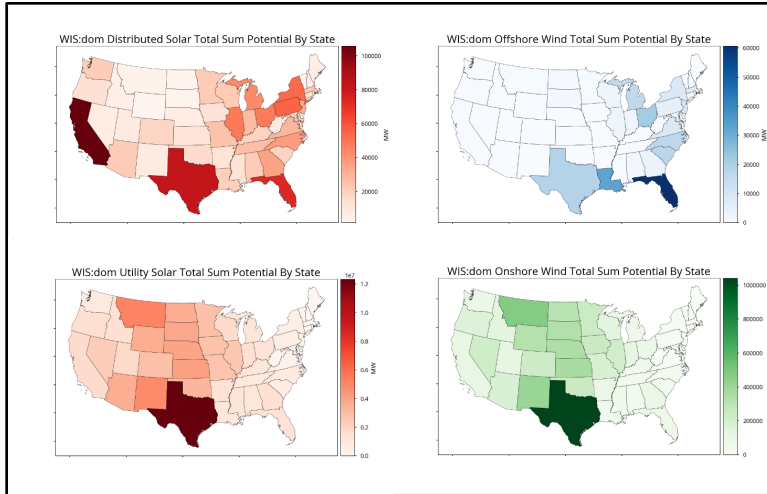 WIS:dom Distributed Solar Total Sum Potential By State
100000
80000
60000
40000
20000
MW
WIS:dom Offshore Wind Total Sum Potential By State
60000
50000
40000
30000
20000
10000
0
MW
WIS:dom Utility Solar Total Sum Potential By State
1e7
1.2
1.0
0.8
0.6
0.4
0.2
0.0
MW
WIS:dom Onshore Wind Total Sum Potential By State
1000000
800000
600000
400000
200000
0
MW